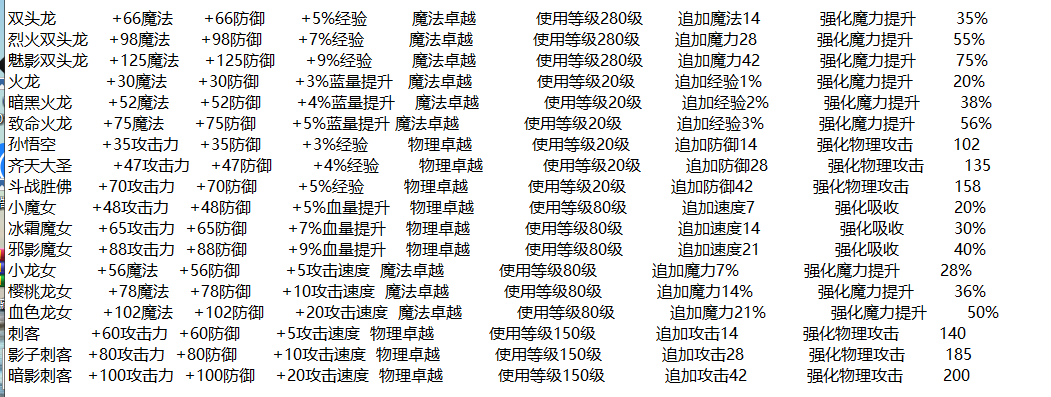 双头龙 +66魔法 +66防御 +5%经验 魔法卓越 使用等级280级 追加魔法14 强化魔力提升 35%
烈火双头龙 +98魔法 +98防御 +7%经验 魔法卓越 使用等级280级 追加魔力28 强化魔力提升 55%
魅影双头龙 +125魔法 +125防御 +9%经验 魔法卓越 使用等级280级 追加魔力42 强化魔力提升 75%
火龙 +30魔法 +30防御 +3%蓝量提升 魔法卓越 使用等级20级 追加经验1% 强化魔力提升 20%
暗黑火龙 +52魔法 +52防御 +4%蓝量提升 魔法卓越 使用等级20级 追加经验2% 强化魔力提升 38%
致命火龙 +75魔法 +75防御 +5%蓝量提升 魔法卓越 使用等级20级 追加经验3% 强化魔力提升 56%
孙悟空 +35攻击力 +35防御 +3%经验 物理卓越 使用等级20级 追加防御14 强化物理攻击 102
齐天大圣 +47攻击力 +47防御 +4%经验 物理卓越 使用等级20级 追加防御28 强化物理攻击 135
斗战胜佛 +70攻击力 +70防御 +5%经验 物理卓越 使用等级20级 追加防御42 强化物理攻击 158
小魔女 +48攻击力 +48防御 +5%血量提升 物理卓越 使用等级80级 追加速度7 强化吸收 20%
冰霜魔女 +65攻击力 +65防御 +7%血量提升 物理卓越 使用等级80级 追加速度14 强化吸收 30%
邪影魔女 +88攻击力 +88防御 +9%血量提升 物理卓越 使用等级80级 追加速度21 强化吸收 40%
小龙女 +56魔法 +56防御 +5攻击速度 魔法卓越 使用等级80级 追加魔力7% 强化魔力提升 28%
樱桃龙女 +78魔法 +78防御 +10攻击速度 魔法卓越 使用等级80级 追加魔力14% 强化魔力提升 36%
血色龙女 +102魔法 +102防御 +20攻击速度 魔法卓越 使用等级80级 追加魔力21% 强化魔力提升 50%
刺客 +60攻击力 +60防御 +5攻击速度 物理卓越 使用等级150级 追加攻击14 强化物理攻击 140
影子刺客 +80攻击力 +80防御 +10攻击速度 物理卓越 使用等级150级 追加攻击28 强化物理攻击 185
暗影刺客 +100攻击力 +100防御 +20攻击速度 物理卓越 使用等级150级 追加攻击42 强化物理攻击 200